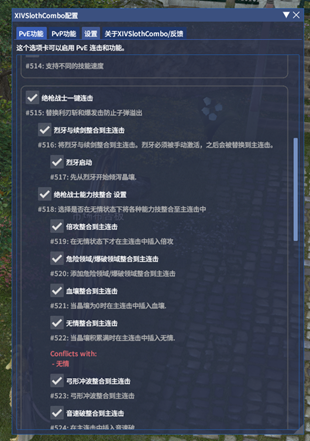 XIVSlothCombo配置
PvE功能 PvP功能 设置 关于XIVSlothCombo/反馈
这个选项卡可以启用 PvE 连击和功能。
#514: 支持不同的技能速度
绝枪战士一键连击
#515: 替换利刃斩和爆发击防止子弹溢出
烈牙与续剑整合到主连击
#516: 将烈牙与续剑整合到主连击。烈牙必须被手动激活，之后会被替换到主连击。
烈牙启动
#517: 先从烈牙开始倾泻晶壤.
绝枪战士能力技整合 设置
#518: 选择是否在无情状态下将各种能力技整合至主连击中
倍攻整合到主连击
#519: 在无情状态下才在主连击中插入倍攻
危险领域/爆破领域整合到主连击
#520: 添加危险领域/爆破领域整合到主连击
血壤整合到主连击
#521: 当晶壤为0时在主连击中插入血壤.
无情整合到主连击
#522: 当晶壤积累满时在主连击中插入无情.
Conflicts with:
- 无情
弓形冲波整合到主连击
#523: 弓形冲波整合到主连击
音速破整合到主连击
#524: 在主连击中插入音速破